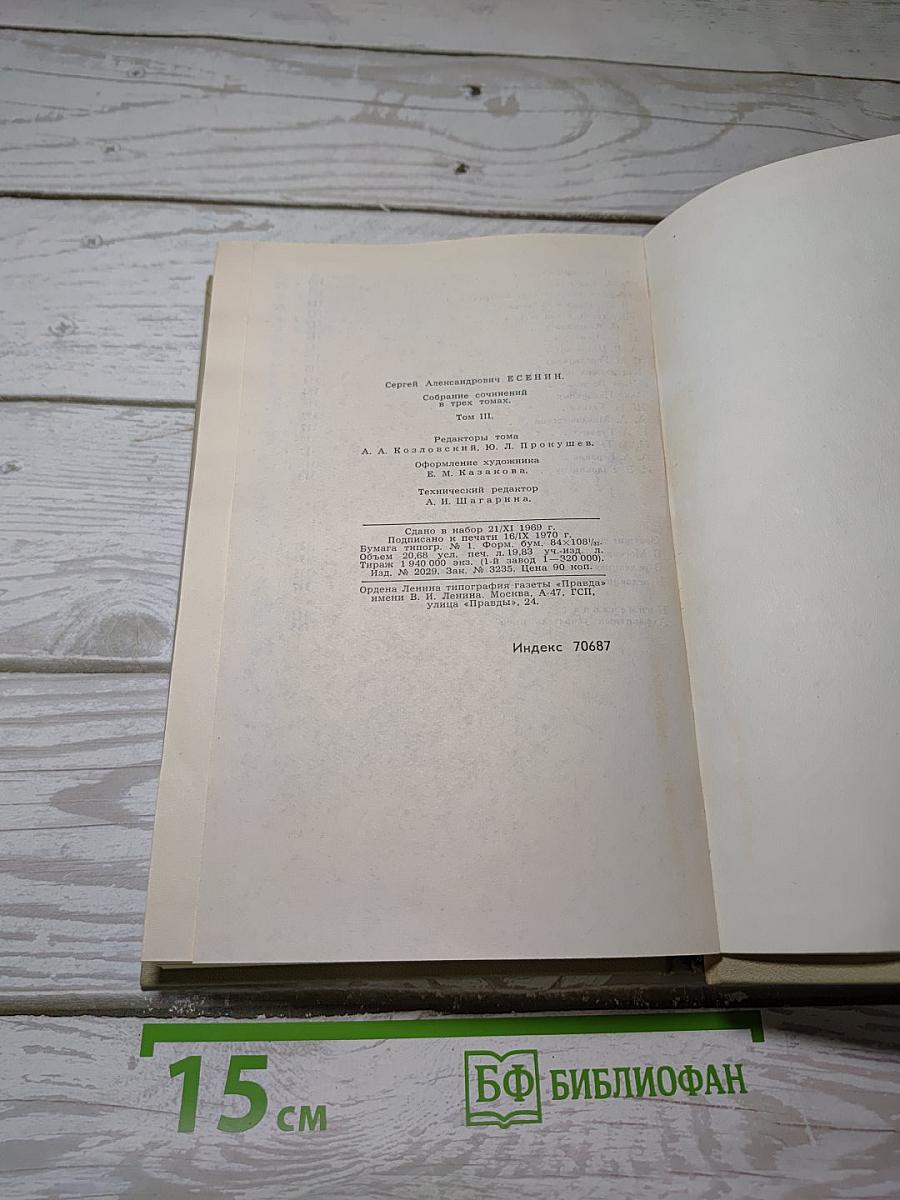 Сергей Александрович ЕСЕНИН.
Собрание сочинений
в трех томах.
Том III.
Редакторы тома
А. А. Козловский, Ю. Л. Прокушев.
Оформление художника
Е. М. Казакова.
Технический редактор
А. И. Шагарина.
Сдано в набор 21/XI 1969 г.
Подписано к печати 16/IX 1970 г.
Бумага типогр. № 1. Форм. бум. 84×108¹/₃₂.
Объем 20,68 усл. печ. л. 19,83 уч.-изд. л.
Тираж 1 940 000 экз. (1-й завод 1—320 000).
Изд. № 2029. Зак. № 3235. Цена 90 коп.
Ордена Ленина типография газеты «Правда»
имени В. И. Ленина. Москва, А-47, ГСП,
улица «Правды», 24.
Индекс 70687
15 см
БФ БИБЛИОФАН